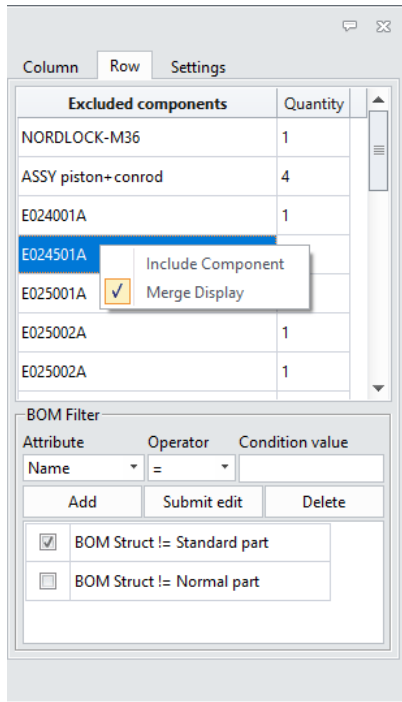 Column Row Settings
Excluded components Quantity
NORDLOCK-M36 1
ASSY piston+conrod 4
E024001A 1
E024501A
Include Component
E025001A
Merge Display
E025002A 1
E025002A 1
BOM Filter
Attribute Operator Condition value
Name =
Add Submit edit Delete
BOM Struct != Standard part
BOM Struct != Normal part